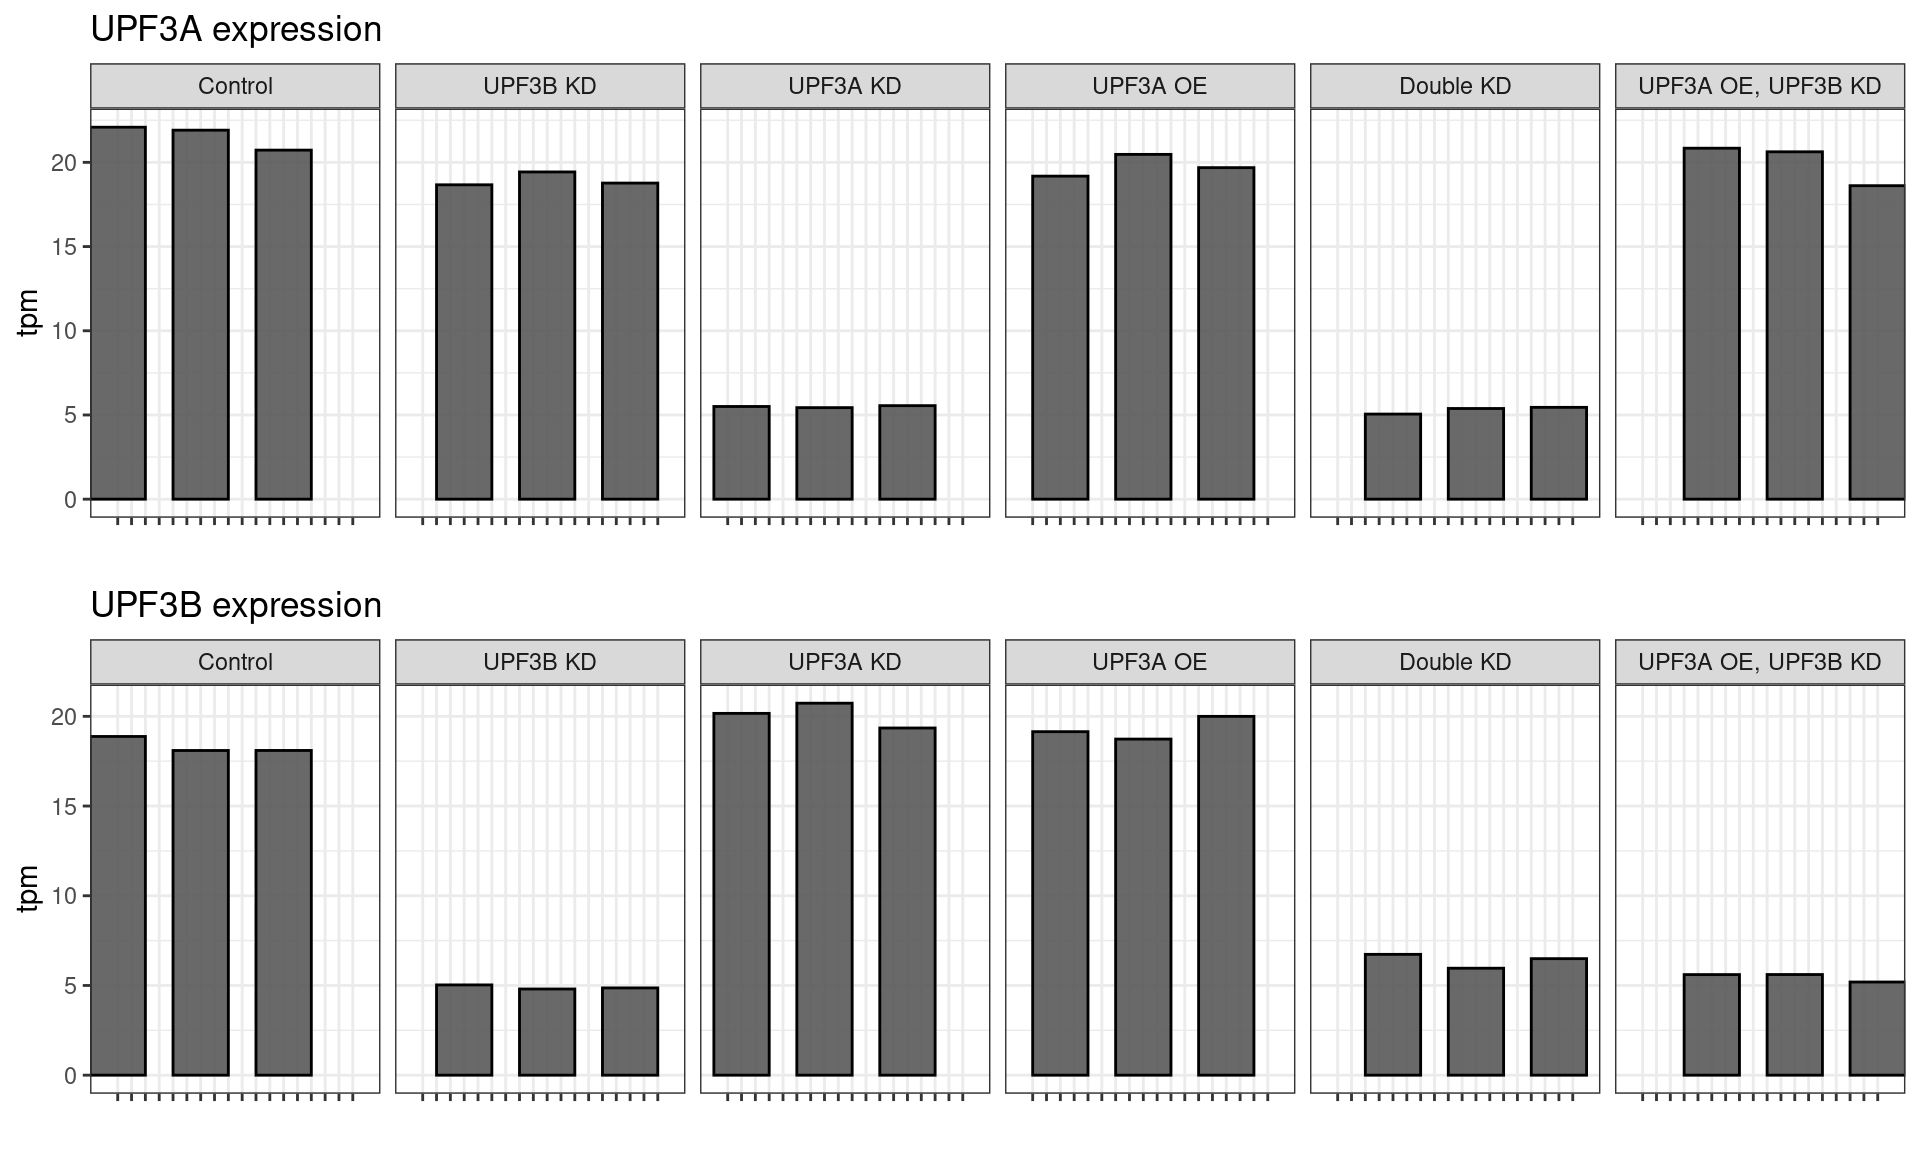 UPF3A expression
Control UPF3B KD UPF3A KD UPF3A OE Double KD UPF3A OE, UPF3B KD
20
15
10
5
0
tpm
UPF3B expression
Control UPF3B KD UPF3A KD UPF3A OE Double KD UPF3A OE, UPF3B KD
20
15
10
5
0
tpm